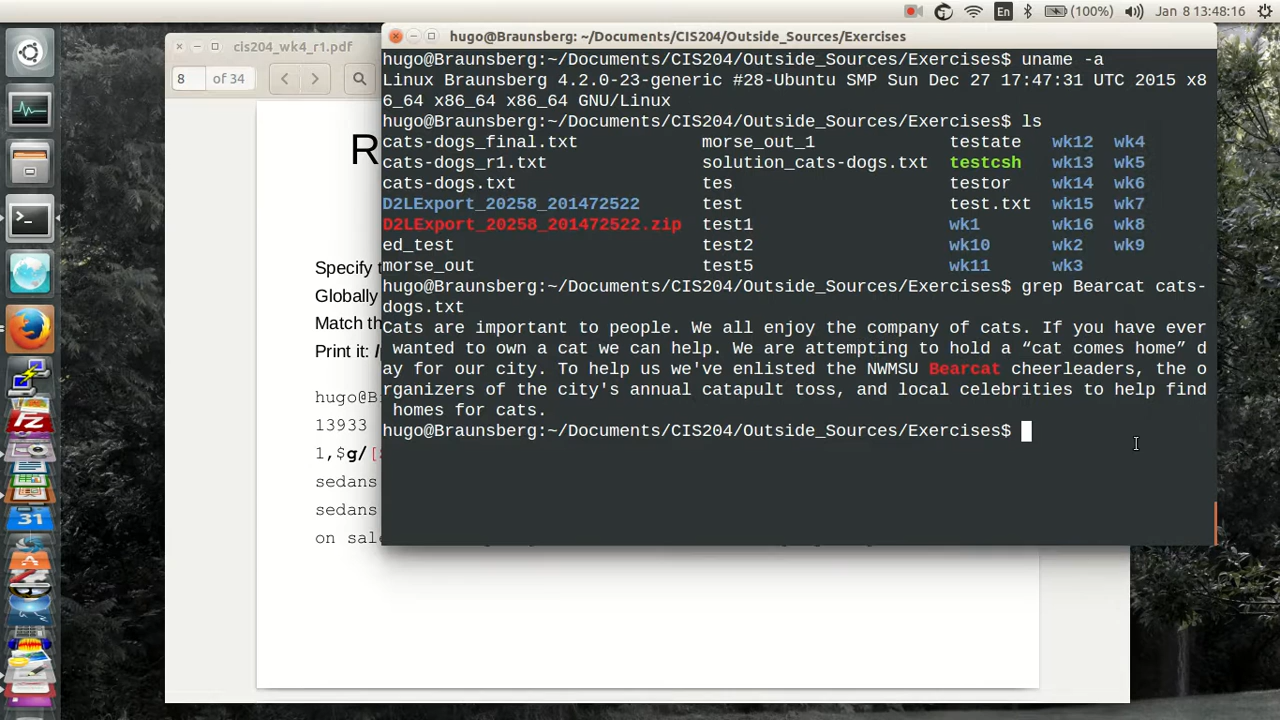 En (100%) Jan 8 13:48:16
cis204_wk4_r1.pdf
8 of 34
R
Specify t
Globally
Match th
Print it: I
hugo@B
13933
1,$g/[
sedans
sedans
on sal
31
hugo@Braunsberg: ~/Documents/CIS204/Outside_Sources/Exercises
hugo@Braunsberg:~/Documents/CIS204/Outside_Sources/Exercises$ uname -a
Linux Braunsberg 4.2.0-23-generic #28-Ubuntu SMP Sun Dec 27 17:47:31 UTC 2015 x8
6_64 x86_64 x86_64 GNU/Linux
hugo@Braunsberg:~/Documents/CIS204/Outside_Sources/Exercises$ ls
cats-dogs_final.txt morse_out_1 testate wk12 wk4
cats-dogs_r1.txt solution_cats-dogs.txt testcsh wk13 wk5
cats-dogs.txt tes testor wk14 wk6
D2LExport_20258_201472522 test test.txt wk15 wk7
D2LExport_20258_201472522.zip test1 wk1 wk16 wk8
ed_test test2 wk10 wk2 wk9
morse_out test5 wk11 wk3
hugo@Braunsberg:~/Documents/CIS204/Outside_Sources/Exercises$ grep Bearcat cats-
dogs.txt
Cats are important to people. We all enjoy the company of cats. If you have ever
wanted to own a cat we can help. We are attempting to hold a “cat comes home” d
ay for our city. To help us we've enlisted the NWMSU Bearcat cheerleaders, the o
rganizers of the city's annual catapult toss, and local celebrities to help find
homes for cats.
hugo@Braunsberg:~/Documents/CIS204/Outside_Sources/Exercises$